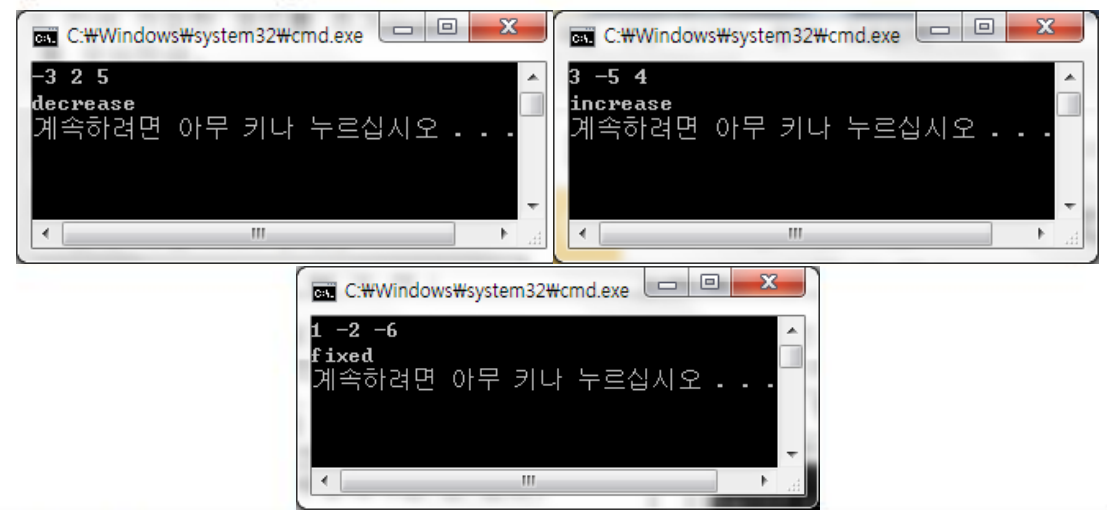 C:₩Windows₩system32₩cmd.exe
-3 2 5
decrease
계속하려면 아무 키나 누르십시오 . . .
C:₩Windows₩system32₩cmd.exe
3 -5 4
increase
계속하려면 아무 키나 누르십시오 . . .
C:₩Windows₩system32₩cmd.exe
1 -2 -6
fixed
계속하려면 아무 키나 누르십시오 . . .